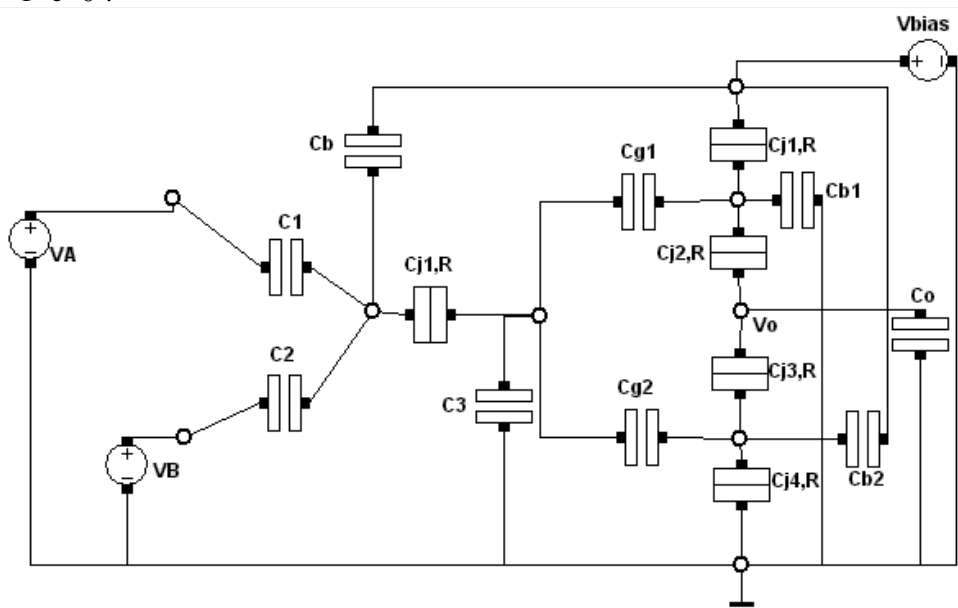 Vbias
+ -
Cb
Cj1,R
Cg1
Cb1
+
-
VA
C1
Cj2,R
Cj1,R
Co
Vo
C2
Cj3,R
C3
Cg2
+
-
VB
Cj4,R
Cb2